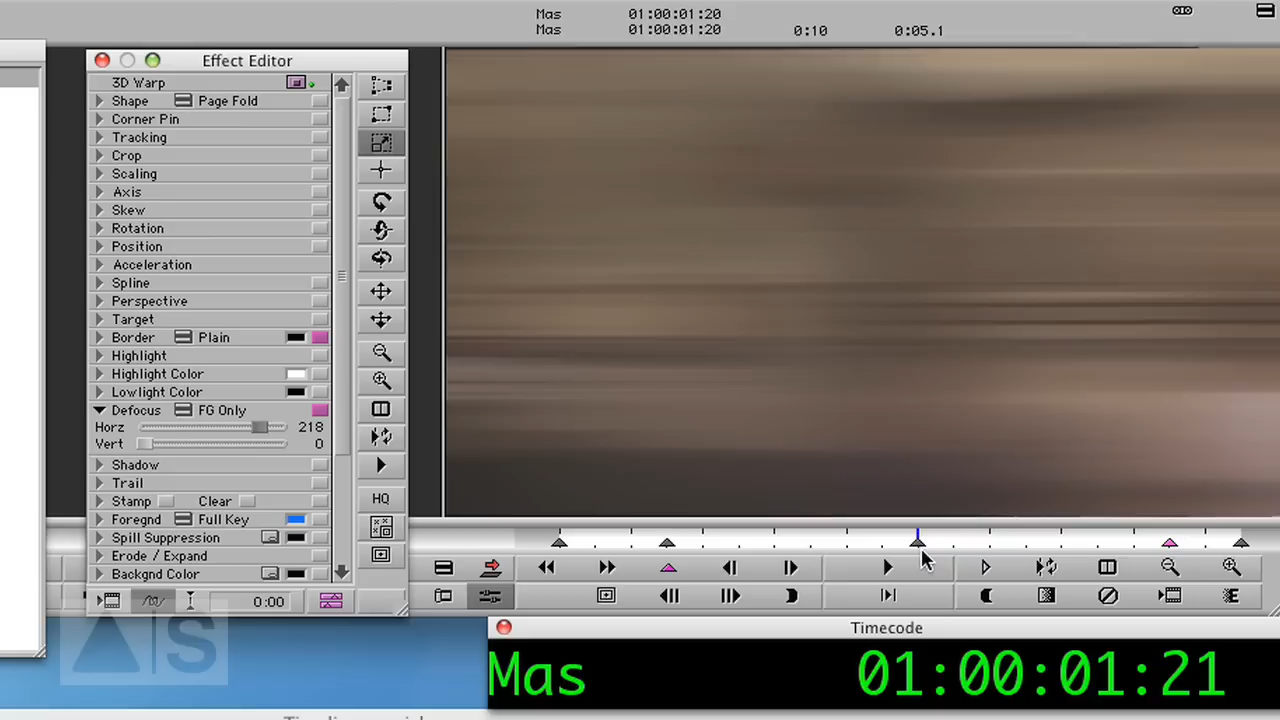 Mas 01:00:01:20
Mas 01:00:01:20 0:10 0:05.1
Effect Editor
3D Warp
Shape Page Fold
Corner Pin
Tracking
Crop
Scaling
Axis
Skew
Rotation
Position
Acceleration
Spline
Perspective
Target
Border Plain
Highlight
Highlight Color
Lowlight Color
Defocus FG Only
Horz 218
Vert 0
Shadow
Trail
Stamp Clear
Foregnd Full Key
Spill Suppression
Erode / Expand
Backgnd Color
HQ
0:00
A|S
Timecode
Mas 01:00:01:21